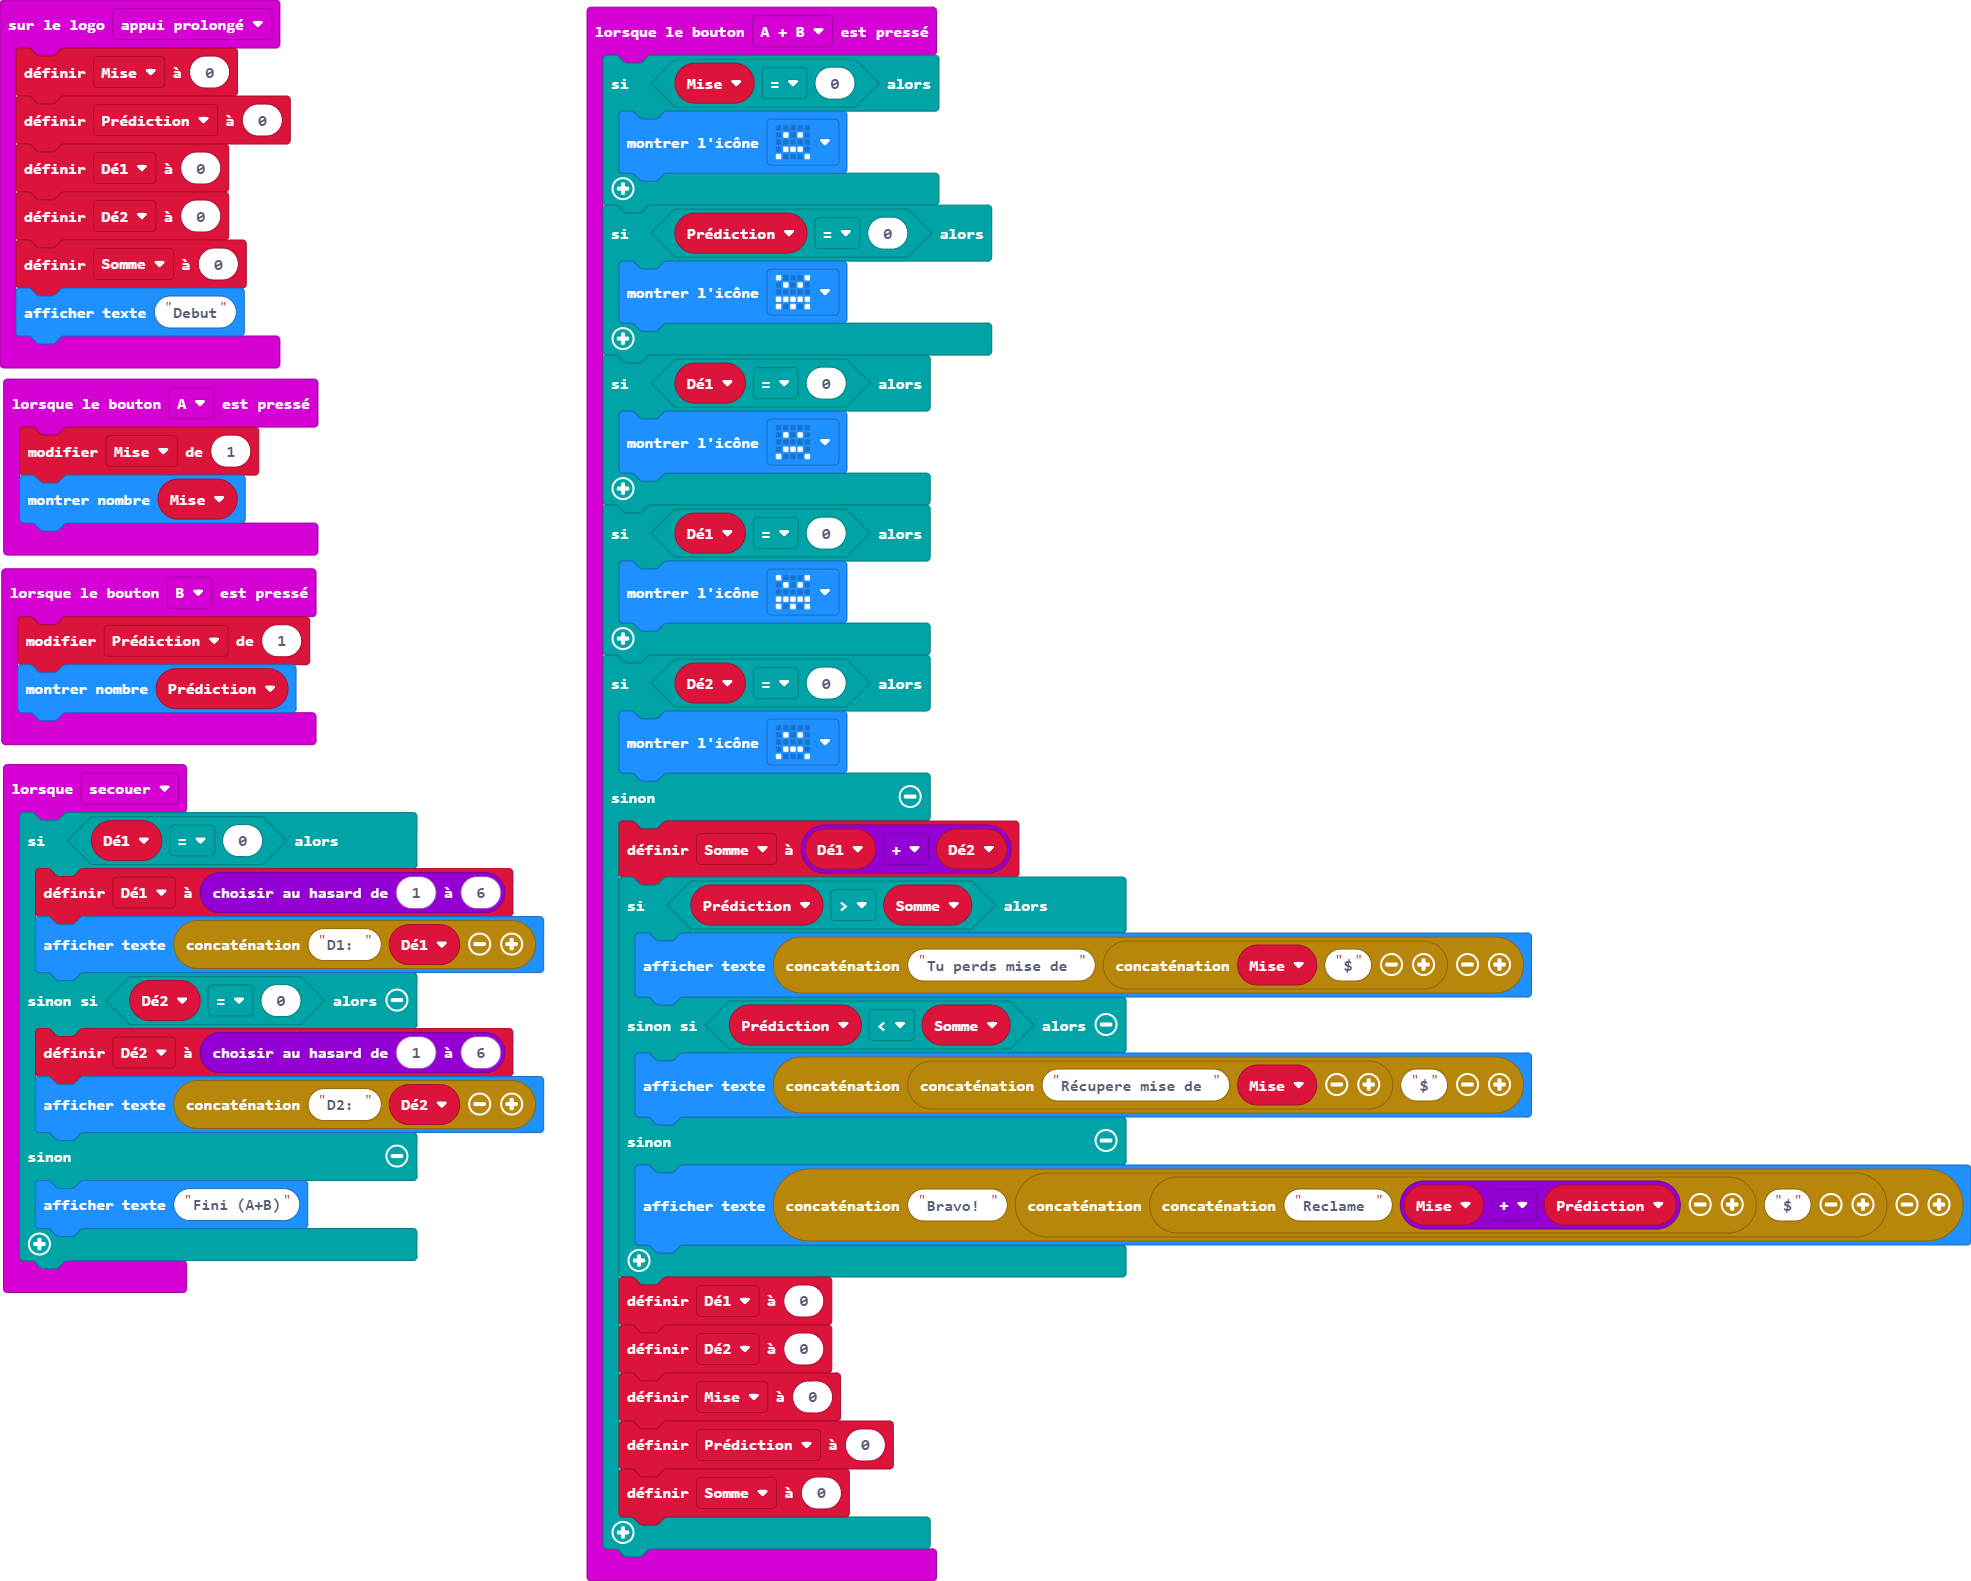 sur le logo appui prolongé
définir Mise à 0
définir Prédiction à 0
définir Dé1 à 0
définir Dé2 à 0
définir Somme à 0
afficher texte "Debut"
lorsque le bouton A est pressé
modifier Mise de 1
montrer nombre Mise
lorsque le bouton B est pressé
modifier Prédiction de 1
montrer nombre Prédiction
lorsque secouer
si Dé1 = 0 alors
définir Dé1 à choisir au hasard de 1 à 6
afficher texte concaténation "D1: " Dé1
sinon si Dé2 = 0 alors
définir Dé2 à choisir au hasard de 1 à 6
afficher texte concaténation "D2: " Dé2
sinon
afficher texte "Fini (A+B)"
lorsque le bouton A + B est pressé
si Mise = 0 alors
montrer l'icône
si Prédiction = 0 alors
montrer l'icône
si Dé1 = 0 alors
montrer l'icône
si Dé1 = 0 alors
montrer l'icône
si Dé2 = 0 alors
montrer l'icône
sinon
définir Somme à Dé1 + Dé2
si Prédiction > Somme alors
afficher texte concaténation "Tu perds mise de " concaténation Mise "$"
sinon si Prédiction < Somme alors
afficher texte concaténation concaténation "Récupere mise de " Mise "$"
sinon
afficher texte concaténation "Bravo! " concaténation concaténation "Reclame " Mise + Prédiction "$"
définir Dé1 à 0
définir Dé2 à 0
définir Mise à 0
définir Prédiction à 0
définir Somme à 0